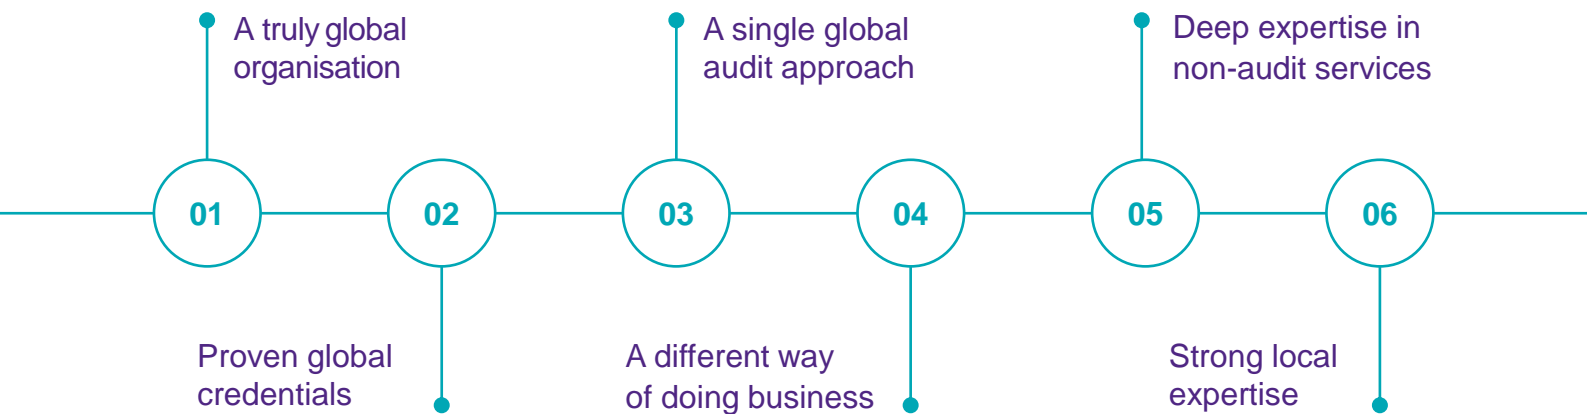 A truly global
organisation
A single global
audit approach
Deep expertise in
non-audit services
01
02
03
04
05
06
Proven global
credentials
A different way
of doing business
Strong local
expertise